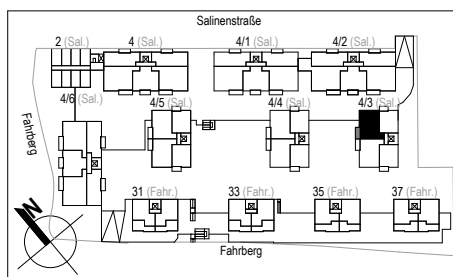 Salinenstraße
2 (Sal.) 4 (Sal.) 4/1 (Sal.) 4/2 (Sal.)
4/6 (Sal.) 4/5 (Sal.) 4/4 (Sal.) 4/3 (Sal.)
Fahrberg
31 (Fahr.) 33 (Fahr.) 35 (Fahr.) 37 (Fahr.)
N
Fahrberg